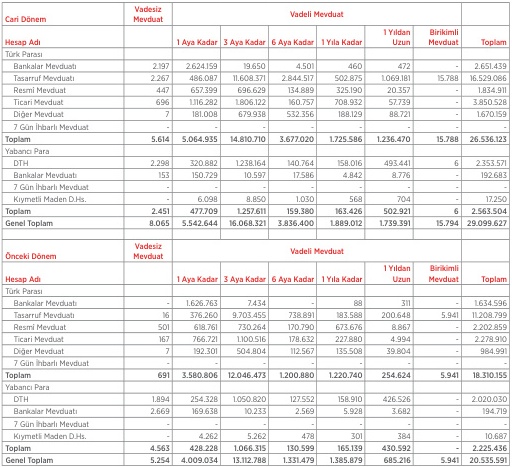 Cari Dönem Vadesiz Mevduat Vadeli Mevduat
Hesap Adı 1 Aya Kadar 3 Aya Kadar 6 Aya Kadar 1 Yıla Kadar 1 Yıldan Uzun Birikimli Mevduat Toplam
Türk Parası
Bankalar Mevduatı 2.197 2.624.159 19.650 4.501 460 472 - 2.651.439
Tasarruf Mevduatı 2.267 486.087 11.608.371 2.844.517 502.875 1.069.181 15.788 16.529.086
Resmî Mevduat 447 657.399 696.629 134.889 325.190 20.357 - 1.834.911
Ticari Mevduat 696 1.116.282 1.806.122 160.757 708.932 57.739 - 3.850.528
Diğer Mevduat 7 181.008 679.938 532.356 188.129 88.721 - 1.670.159
7 Gün İhbarlı Mevduat - - - - - - - -
Toplam 5.614 5.064.935 14.810.710 3.677.020 1.725.586 1.236.470 15.788 26.536.123
Yabancı Para
DTH 2.298 320.882 1.238.164 140.764 158.016 493.441 6 2.353.571
Bankalar Mevduatı 153 150.729 10.597 17.586 4.842 8.776 - 192.683
7 Gün İhbarlı Mevduat - - - - - - - -
Kıymetli Maden D.Hs. - 6.098 8.850 1.030 568 704 - 17.250
Toplam 2.451 477.709 1.257.611 159.380 163.426 502.921 6 2.563.504
Genel Toplam 8.065 5.542.644 16.068.321 3.836.400 1.889.012 1.739.391 15.794 29.099.627
Önceki Dönem Vadesiz Mevduat Vadeli Mevduat
Hesap Adı 1 Aya Kadar 3 Aya Kadar 6 Aya Kadar 1 Yıla Kadar 1 Yıldan Uzun Birikimli Mevduat Toplam
Türk Parası
Bankalar Mevduatı - 1.626.763 7.434 - 88 311 - 1.634.596
Tasarruf Mevduatı 16 376.260 9.703.455 738.891 183.588 200.648 5.941 11.208.799
Resmî Mevduat 501 618.761 730.264 170.790 673.676 8.867 - 2.202.859
Ticari Mevduat 167 766.721 1.100.516 178.632 227.880 4.994 - 2.278.910
Diğer Mevduat 7 192.301 504.804 112.567 135.508 39.804 - 984.991
7 Gün İhbarlı Mevduat - - - - - - - -
Toplam 691 3.580.806 12.046.473 1.200.880 1.220.740 254.624 5.941 18.310.155
Yabancı Para
DTH 1.894 254.328 1.050.820 127.552 158.910 426.526 - 2.020.030
Bankalar Mevduatı 2.669 169.638 10.233 2.569 5.928 3.682 - 194.719
7 Gün İhbarlı Mevduat - - - - - - - -
Kıymetli Maden D.Hs. - 4.262 5.262 478 301 384 - 10.687
Toplam 4.563 428.228 1.066.315 130.599 165.139 430.592 - 2.225.436
Genel Toplam 5.254 4.009.034 13.112.788 1.331.479 1.385.879 685.216 5.941 20.535.591